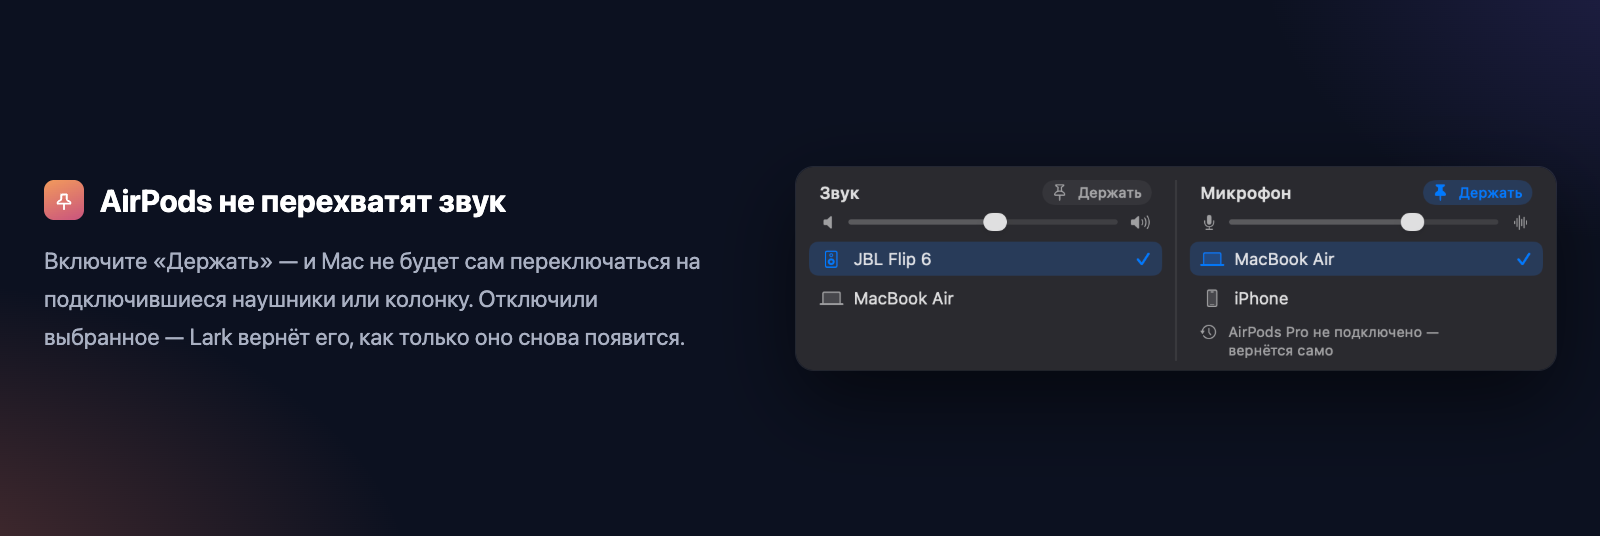 AirPods не перехватят звук
Включите «Держать» — и Mac не будет сам переключаться на
подключившиеся наушники или колонку. Отключили
выбранное — Lark вернёт его, как только оно снова появится.
Звук
Держать
JBL Flip 6
MacBook Air
Микрофон
Держать
MacBook Air
iPhone
AirPods Pro не подключено —
вернётся само